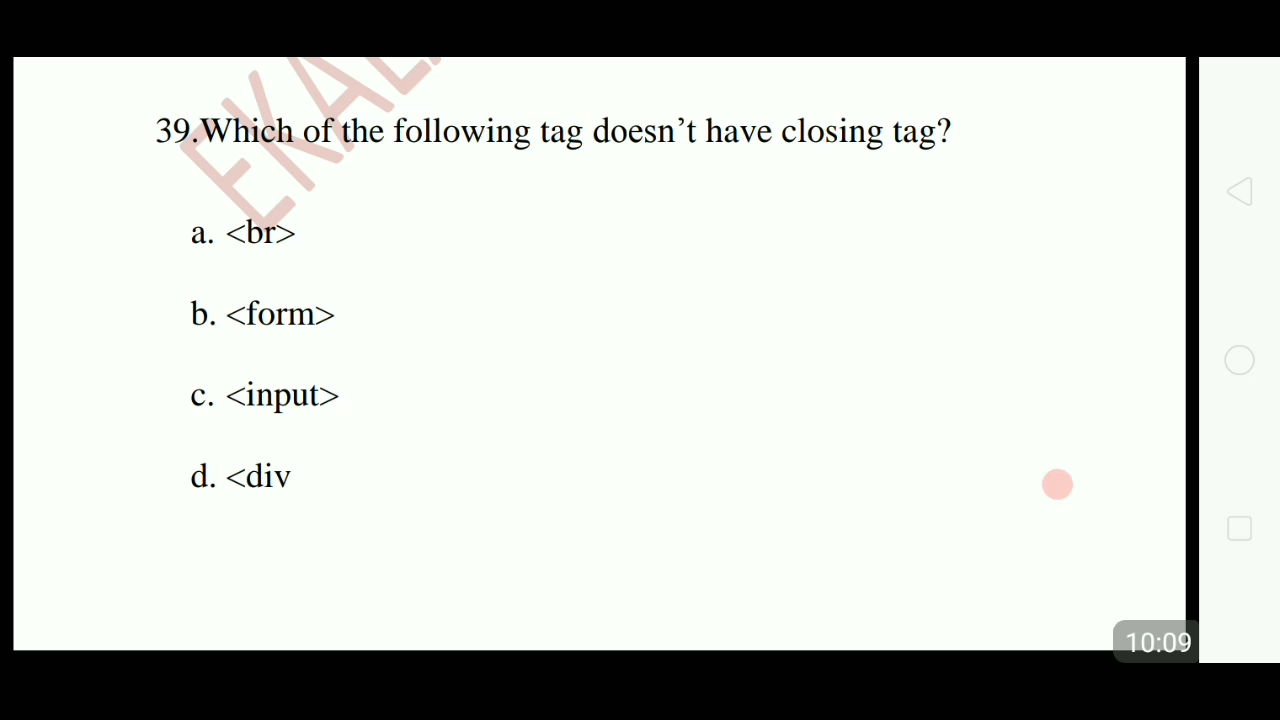 39.Which of the following tag doesn’t have closing tag?
a. <br>
b. <form>
c. <input>
d. <div
10:09